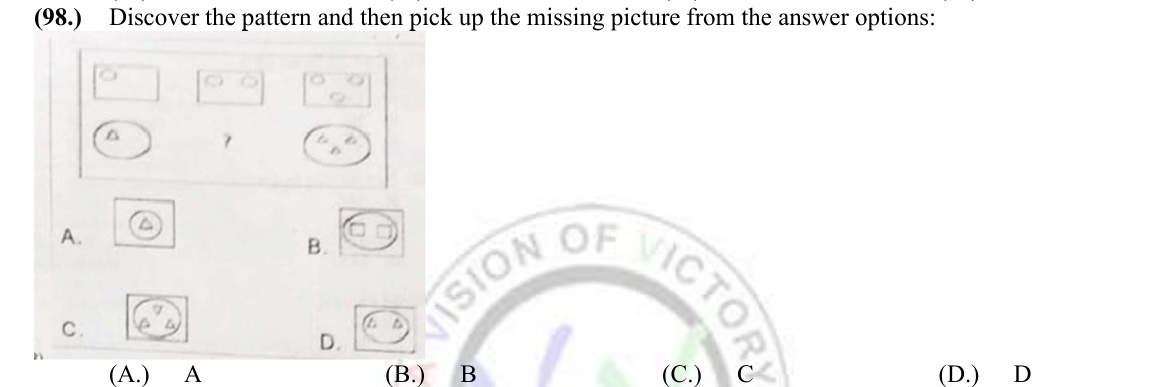 (98.) Discover the pattern and then pick up the missing picture from the answer options:
?
A.
B.
C.
D.
VISION OF VICTORY
(A.) A (B.) B (C.) C (D.) D